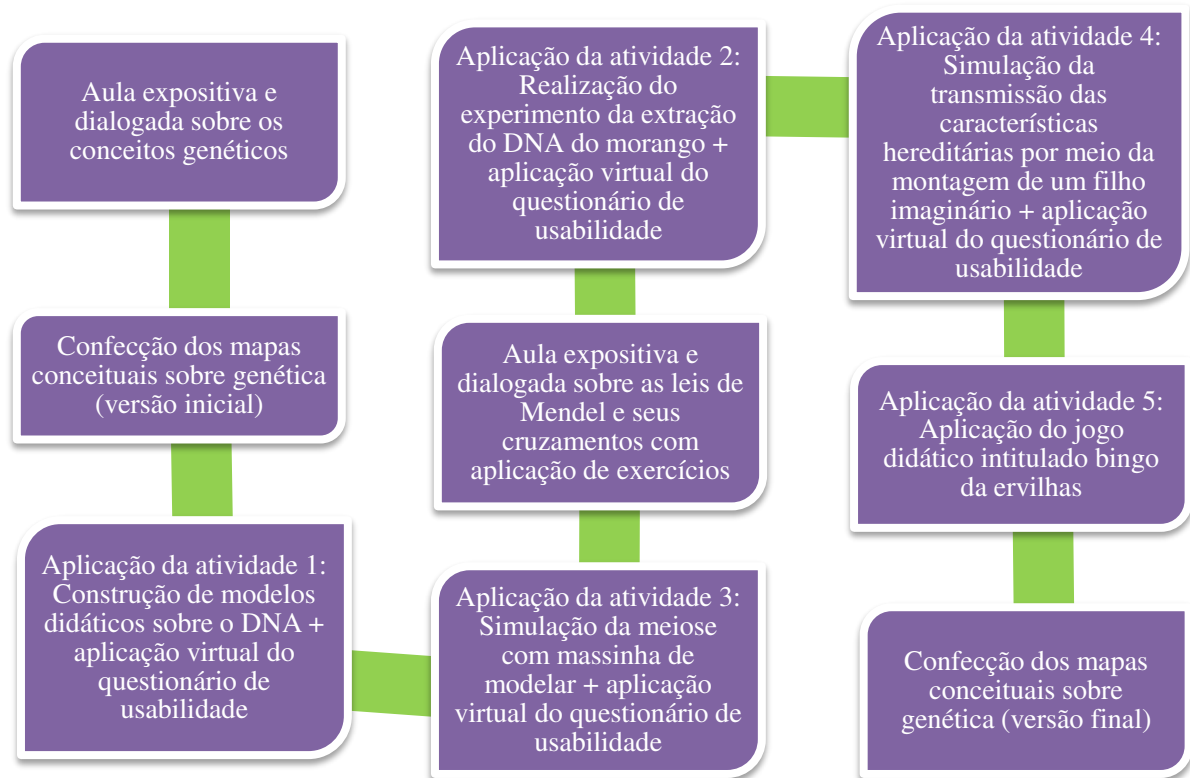 Aula expositiva e
dialogada sobre os
conceitos genéticos
Confecção dos mapas
conceituais sobre genética
(versão inicial)
Aplicação da atividade 1:
Construção de modelos
didáticos sobre o DNA +
aplicação virtual do
questionário de
usabilidade
Aplicação da atividade 3:
Simulação da meiose
com massinha de
modelar + aplicação
virtual do questionário de
usabilidade
Aula expositiva e
dialogada sobre as leis de
Mendel e seus
cruzamentos com
aplicação de exercícios
Aplicação da atividade 2:
Realização do
experimento da extração
do DNA do morango +
aplicação virtual do
questionário de
usabilidade
Aplicação da atividade 4:
Simulação da
transmissão das
características
hereditárias por meio da
montagem de um filho
imaginário + aplicação
virtual do questionário de
usabilidade
Aplicação da atividade 5:
Aplicação do jogo
didático intitulado bingo
da ervilhas
Confecção dos mapas
conceituais sobre
genética (versão final)